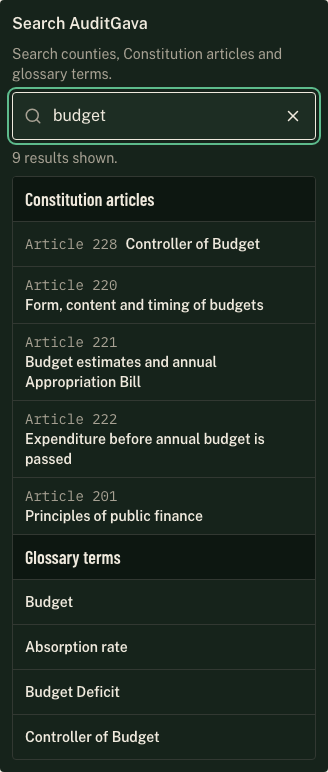 Search AuditGava
Search counties, Constitution articles and
glossary terms.
budget
9 results shown.
Constitution articles
Article 228 Controller of Budget
Article 220
Form, content and timing of budgets
Article 221
Budget estimates and annual
Appropriation Bill
Article 222
Expenditure before annual budget is
passed
Article 201
Principles of public finance
Glossary terms
Budget
Absorption rate
Budget Deficit
Controller of Budget